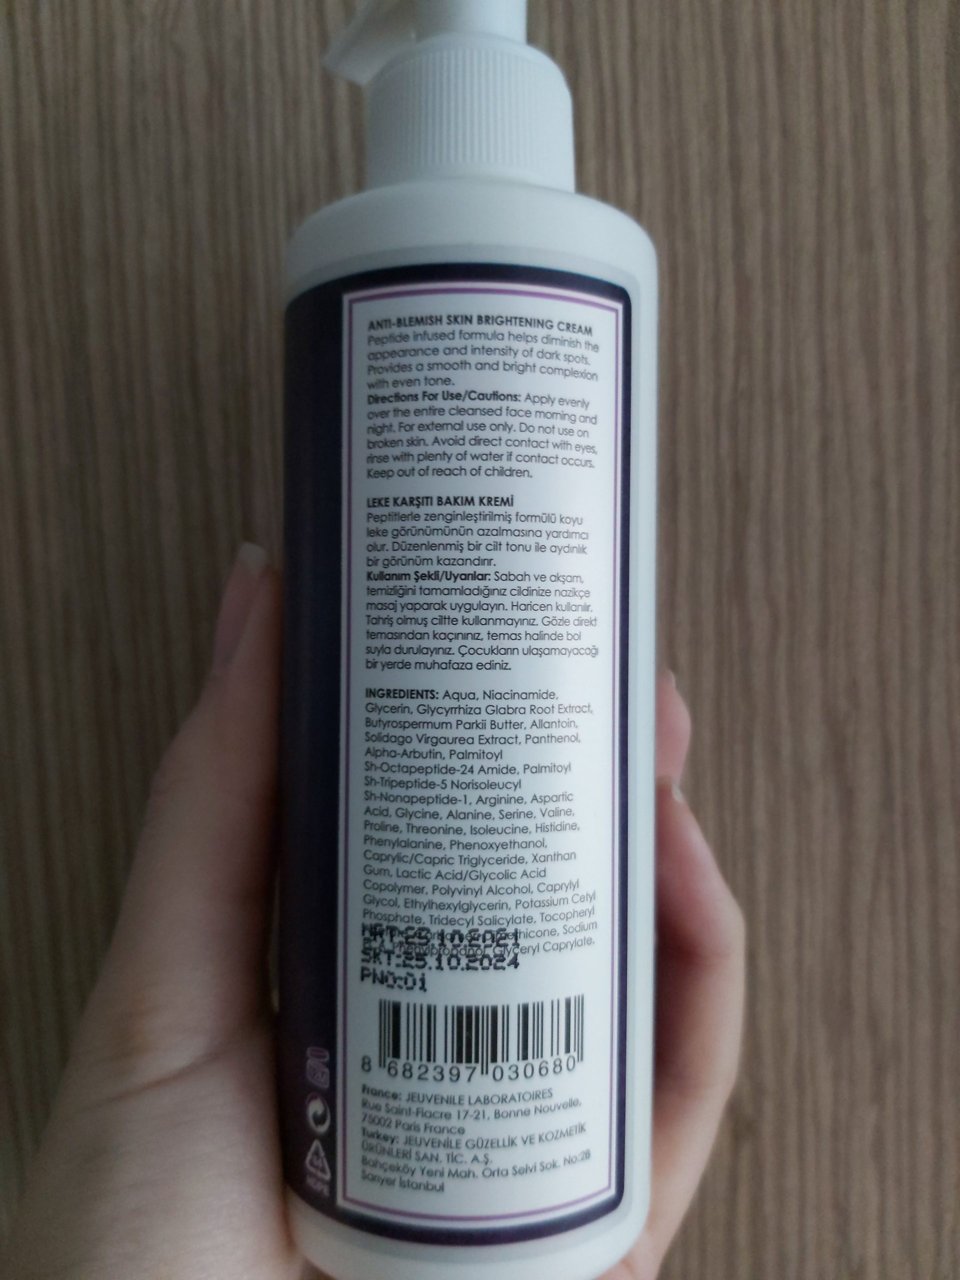 ANTI-BLEMISH SKIN BRIGHTENING CREAM
Peptide infused formula helps diminish the
appearance and intensity of dark spots.
Provides a smooth and bright complexion
with even tone.
Directions For Use/Cautions: Apply evenly
over the entire cleansed face morning and
night. For external use only. Do not use on
broken skin. Avoid direct contact with eyes,
rinse with plenty of water if contact occurs.
Keep out of reach of children.
LEKE KARŞITI BAKIM KREMİ
Peptitlerle zenginleştirilmiş formülü koyu
leke görünümünün azalmasına yardımcı
olur. Düzenlenmiş bir cilt tonu ile aydınlık
bir görünüm kazandırır.
Kullanım Şekli/Uyarılar: Sabah ve akşam,
temizliğini tamamladığınız cildinize nazikçe
masaj yaparak uygulayın. Haricen kullanılır.
Tahriş olmuş ciltte kullanmayınız. Gözle direkt
temasından kaçınınız, temas halinde bol
suyla durulayınız. Çocukların ulaşamayacağı
bir yerde muhafaza ediniz.
INGREDIENTS: Aqua, Niacinamide,
Glycerin, Glycyrrhiza Glabra Root Extract,
Butyrospermum Parkii Butter, Allantoin,
Solidago Virgaurea Extract, Panthenol,
Alpha-Arbutin, Palmitoyl
Sh-Octapeptide-24 Amide, Palmitoyl
Sh-Tripeptide-5 Norisoleucyl
Sh-Nonapeptide-1, Arginine, Aspartic
Acid, Glycine, Alanine, Serine, Valine,
Proline, Threonine, Isoleucine, Histidine,
Phenylalanine, Phenoxyethanol,
Caprylic/Capric Triglyceride, Xanthan
Gum, Lactic Acid/Glycolic Acid
Copolymer, Polyvinyl Alcohol, Caprylyl
Glycol, Ethylhexylglycerin, Potassium Cetyl
Phosphate, Tridecyl Salicylate, Tocopheryl
Sodium
Phenylpropanol, Glyceryl Caprylate,
SKT:25.10.2024
PNO:01
8 682397 030680
France: JEUVENILE LABORATOIRES
Rue Saint-Fiacre 17-21, Bonne Nouvelle,
75002 Paris France
Turkey: JEUVENİLE GÜZELLİK VE KOZMETİK
ÜRÜNLERİ SAN. TİC. A.Ş.
Bahçeköy Yeni Mah. Orta Selvi Sok. No:28
Sarıyer İstanbul